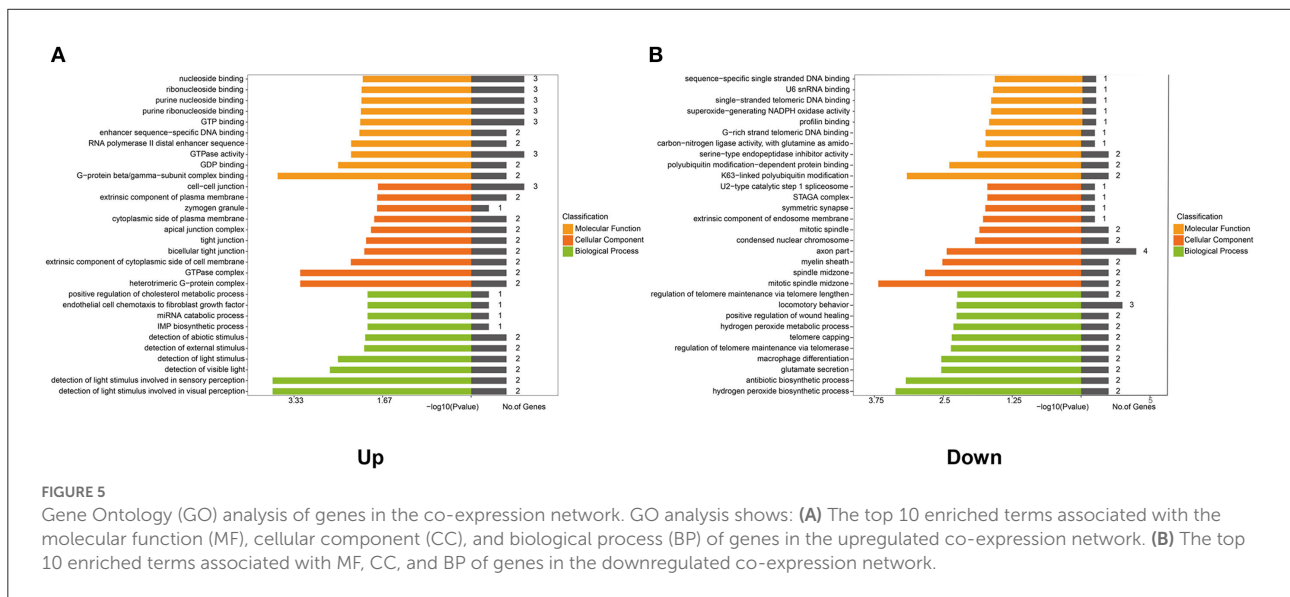 A
nucleoside binding 3
ribonucleoside binding 3
purine nucleoside binding 3
purine ribonucleoside binding 3
GTP binding 3
enhancer sequence-specific DNA binding 2
RNA polymerase II distal enhancer sequence 2
GTPase activity 3
GDP binding 2
G-protein beta/gamma-subunit complex binding 2
cell-cell junction 3
extrinsic component of plasma membrane 2
zymogen granule 1
cytoplasmic side of plasma membrane 2
apical junction complex 2
tight junction 2
bicellular tight junction 2
extrinsic component of cytoplasmic side of cell membrane 2
GTPase complex 2
heterotrimeric G-protein complex 2
positive regulation of cholesterol metabolic process 1
endothelial cell chemotaxis to fibroblast growth factor 1
miRNA catabolic process 1
IMP biosynthetic process 1
detection of abiotic stimulus 2
detection of external stimulus 2
detection of light stimulus 2
detection of visible light 2
detection of light stimulus involved in sensory perception 2
detection of light stimulus involved in visual perception 2
3.33 1.67 −log10(Pvalue) No.of Genes
Classification
Molecular Function
Cellular Component
Biological Process
Up
B
sequence-specific single stranded DNA binding 1
U6 snRNA binding 1
single-stranded telomeric DNA binding 1
superoxide-generating NADPH oxidase activity 1
profilin binding 1
G-rich strand telomeric DNA binding 1
carbon-nitrogen ligase activity, with glutamine as amido 1
serine-type endopeptidase inhibitor activity 2
polyubiquitin modification-dependent protein binding 2
K63-linked polyubiquitin modification 2
U2-type catalytic step 1 spliceosome 1
STAGA complex 1
symmetric synapse 1
extrinsic component of endosome membrane 1
mitotic spindle 2
condensed nuclear chromosome 2
axon part 4
myelin sheath 2
spindle midzone 2
mitotic spindle midzone 2
regulation of telomere maintenance via telomere lengthen 2
locomotory behavior 3
positive regulation of wound healing 2
hydrogen peroxide metabolic process 2
telomere capping 2
regulation of telomere maintenance via telomerase 2
macrophage differentiation 2
glutamate secretion 2
antibiotic biosynthetic process 2
hydrogen peroxide biosynthetic process 2
3.75 2.5 1.25 −log10(Pvalue) No.of Genes 5
Classification
Molecular Function
Cellular Component
Biological Process
Down
FIGURE 5
Gene Ontology (GO) analysis of genes in the co-expression network. GO analysis shows: (A) The top 10 enriched terms associated with the
molecular function (MF), cellular component (CC), and biological process (BP) of genes in the upregulated co-expression network. (B) The top
10 enriched terms associated with MF, CC, and BP of genes in the downregulated co-expression network.